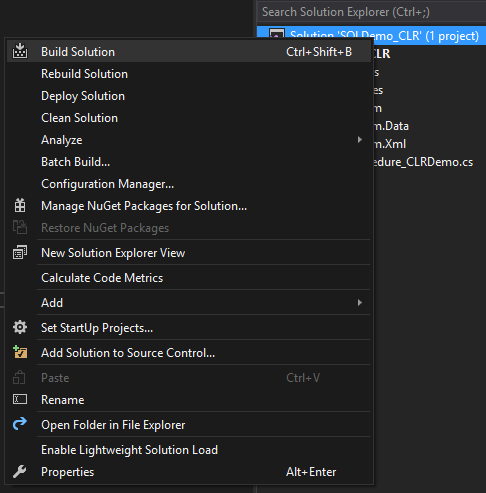 Search Solution Explorer (Ctrl+;)
Solution 'SQLDemo_CLR' (1 project)
Build Solution Ctrl+Shift+B
CLR
Rebuild Solution
s
Deploy Solution
es
Clean Solution
m
Analyze
m.Data
Batch Build...
m.Xml
Configuration Manager...
edure_CLRDemo.cs
Manage NuGet Packages for Solution...
Restore NuGet Packages
New Solution Explorer View
Calculate Code Metrics
Add
Set StartUp Projects...
Add Solution to Source Control...
Paste Ctrl+V
Rename
Open Folder in File Explorer
Enable Lightweight Solution Load
Properties Alt+Enter